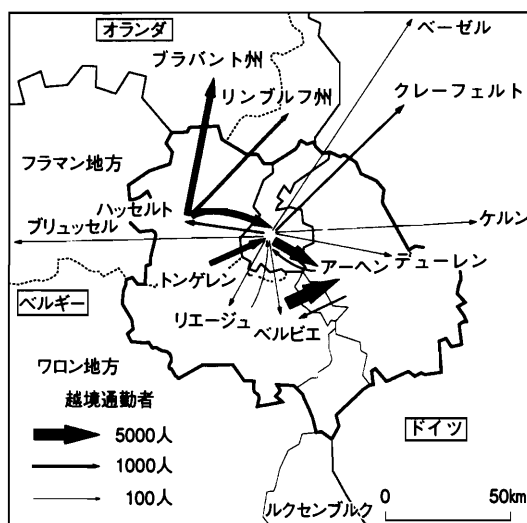 オランダ
ベーゼル
ブラバント州
リンブルフ州
クレーフェルト
フラマン地方
ハッセルト
ブリュッセル
ケルン
トンゲレン
アーヘン
デューレン
ベルギー
リエージュ
ベルビエ
ワロン地方
越境通勤者
5000人
1000人
100人
ドイツ
ルクセンブルク
0 50km